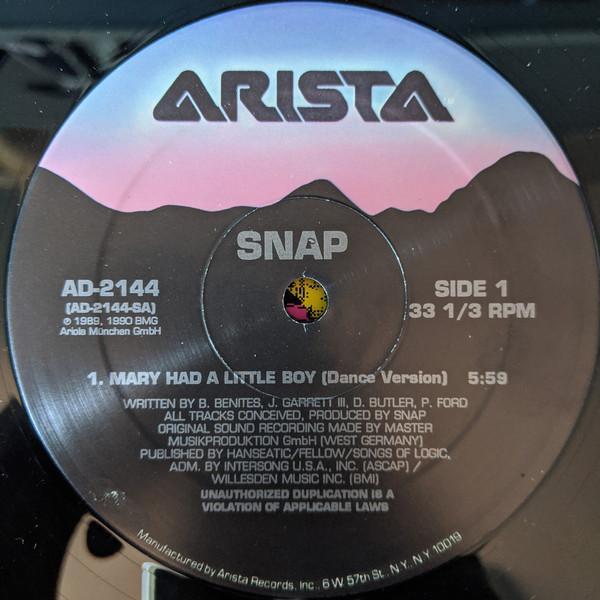 ARISTA
SNAP
AD-2144
(AD-2144-SA)
℗ 1989, 1990 BMG
Ariola München GmbH
SIDE 1
33 1/3 RPM
1. MARY HAD A LITTLE BOY (Dance Version) 5:59
WRITTEN BY B. BENITES, J. GARRETT III, D. BUTLER, P. FORD
ALL TRACKS CONCEIVED, PRODUCED BY SNAP
ORIGINAL SOUND RECORDING MADE BY MASTER
MUSIKPRODUKTION GmbH (WEST GERMANY)
PUBLISHED BY HANSEATIC/FELLOW/SONGS OF LOGIC,
ADM. BY INTERSONG U.S.A., INC. (ASCAP) /
WILLESDEN MUSIC INC. (BMI)
UNAUTHORIZED DUPLICATION IS A
VIOLATION OF APPLICABLE LAWS
Manufactured by Arista Records, Inc., 6 W 57th St., N.Y., N.Y. 10019